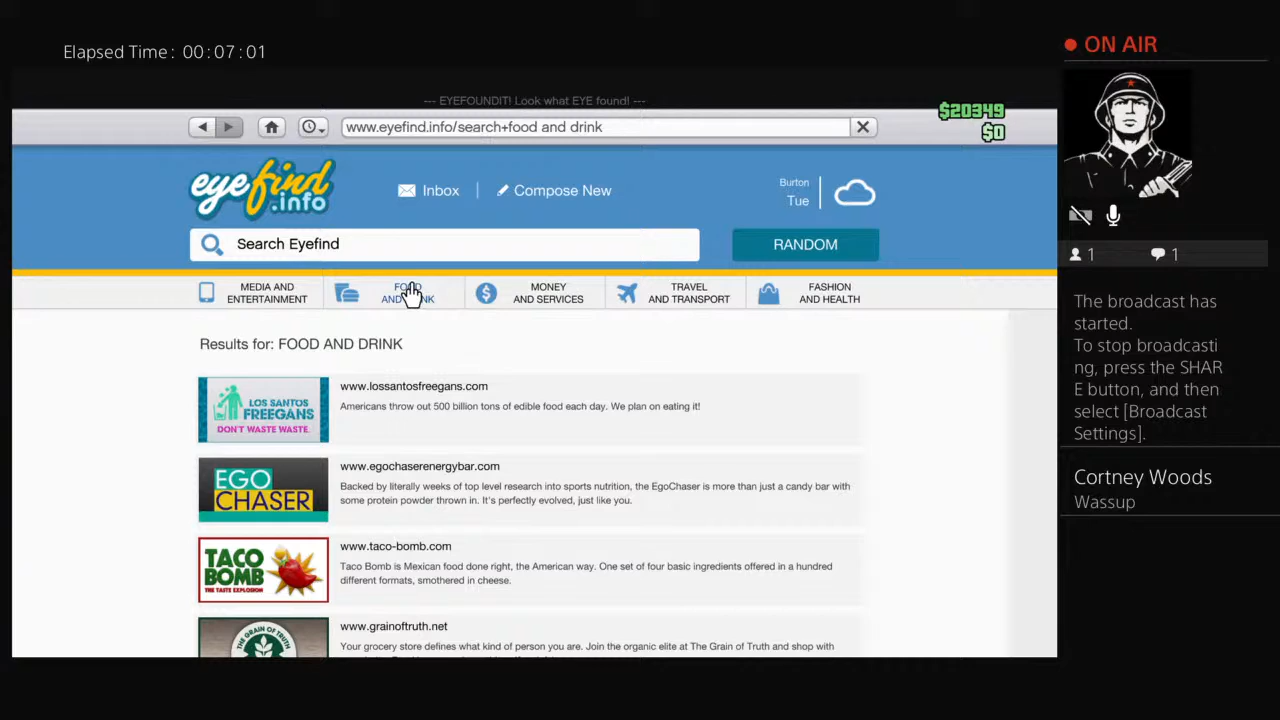 Elapsed Time: 00:07:01
ON AIR
--- EYEFOUNDIT! Look what EYE found! ---
www.eyefind.info/search+food and drink
$20349
$0
eyefind
.info
Inbox
Compose New
Burton
Tue
Search Eyefind
RANDOM
MEDIA AND
ENTERTAINMENT
FOOD
AND DRINK
MONEY
AND SERVICES
TRAVEL
AND TRANSPORT
FASHION
AND HEALTH
1
1
Results for: FOOD AND DRINK
LOS SANTOS
FREEGANS
DON'T WASTE WASTE
www.lossantosfreegans.com
Americans throw out 500 billion tons of edible food each day. We plan on eating it!
EGO
CHASER
www.egochaserenergybar.com
Backed by literally weeks of top level research into sports nutrition, the EgoChaser is more than just a candy bar with
some protein powder thrown in. It's perfectly evolved, just like you.
TACO
BOMB
THE TASTE EXPLOSION
www.taco-bomb.com
Taco Bomb is Mexican food done right, the American way. One set of four basic ingredients offered in a hundred
different formats, smothered in cheese.
THE GRAIN OF TRUTH
www.grainoftruth.net
Your grocery store defines what kind of person you are. Join the organic elite at The Grain of Truth and shop with
The broadcast has
started.
To stop broadcasti
ng, press the SHAR
E button, and then
select [Broadcast
Settings].
Cortney Woods
Wassup